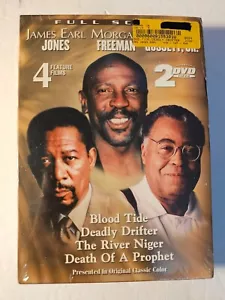 FULL SC
JAMES EARL MORGA
JONES FREEMAN GOSSETT, JR.
4 FEATURE FILMS
2 DVD
Blood Tide
Deadly Drifter
The River Niger
Death Of A Prophet
Presented In Original Classic Color